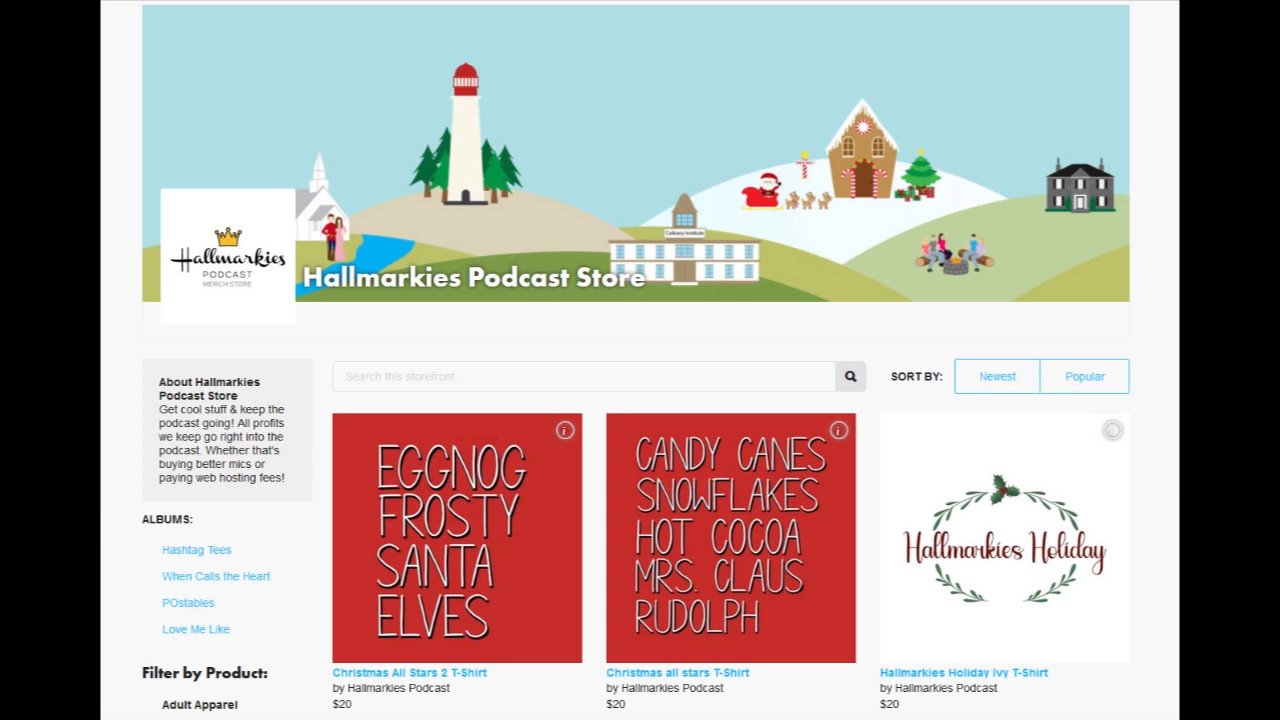 Culinary Institute
Hallmarkies
PODCAST
MERCH STORE
Hallmarkies Podcast Store
About Hallmarkies
Podcast Store
Get cool stuff & keep the
podcast going! All profits
we keep go right into the
podcast. Whether that's
buying better mics or
paying web hosting fees!
Search this storefront
SORT BY:
Newest
Popular
ALBUMS:
Hashtag Tees
When Calls the Heart
POstables
Love Me Like
Filter by Product:
Adult Apparel
EGGNOG
FROSTY
SANTA
ELVES
Christmas All Stars 2 T-Shirt
by Hallmarkies Podcast
$20
CANDY CANES
SNOWFLAKES
HOT COCOA
MRS. CLAUS
RUDOLPH
Christmas all stars T-Shirt
by Hallmarkies Podcast
$20
Hallmarkies Holiday
Hallmarkies Holiday Ivy T-Shirt
by Hallmarkies Podcast
$20